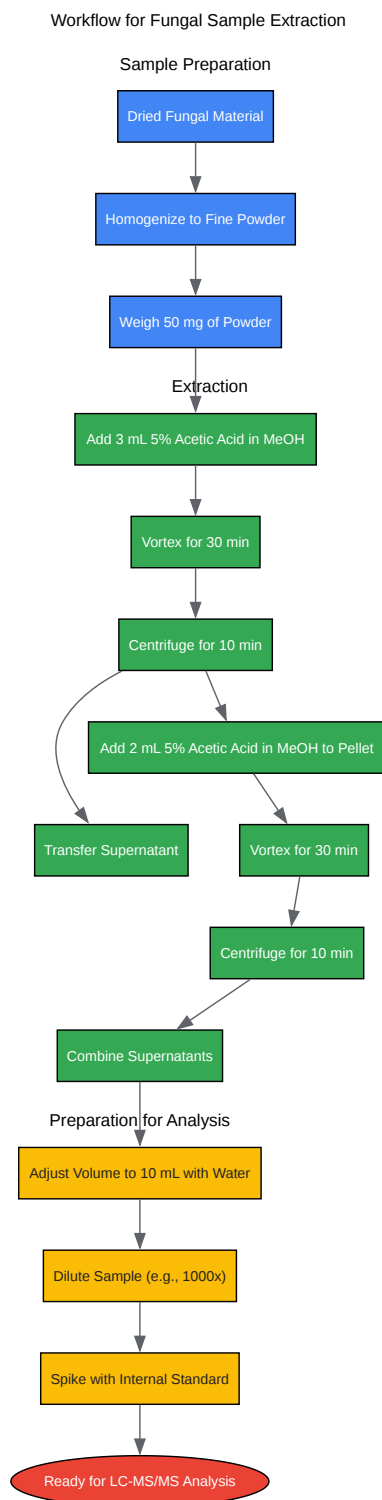 Workflow for Fungal Sample Extraction
Sample Preparation
Dried Fungal Material
Homogenize to Fine Powder
Weigh 50 mg of Powder
Extraction
Add 3 mL 5% Acetic Acid in MeOH
Vortex for 30 min
Centrifuge for 10 min
Add 2 mL 5% Acetic Acid in MeOH to Pellet
Transfer Supernatant
Vortex for 30 min
Centrifuge for 10 min
Combine Supernatants
Preparation for Analysis
Adjust Volume to 10 mL with Water
Dilute Sample (e.g., 1000x)
Spike with Internal Standard
Ready for LC-MS/MS Analysis